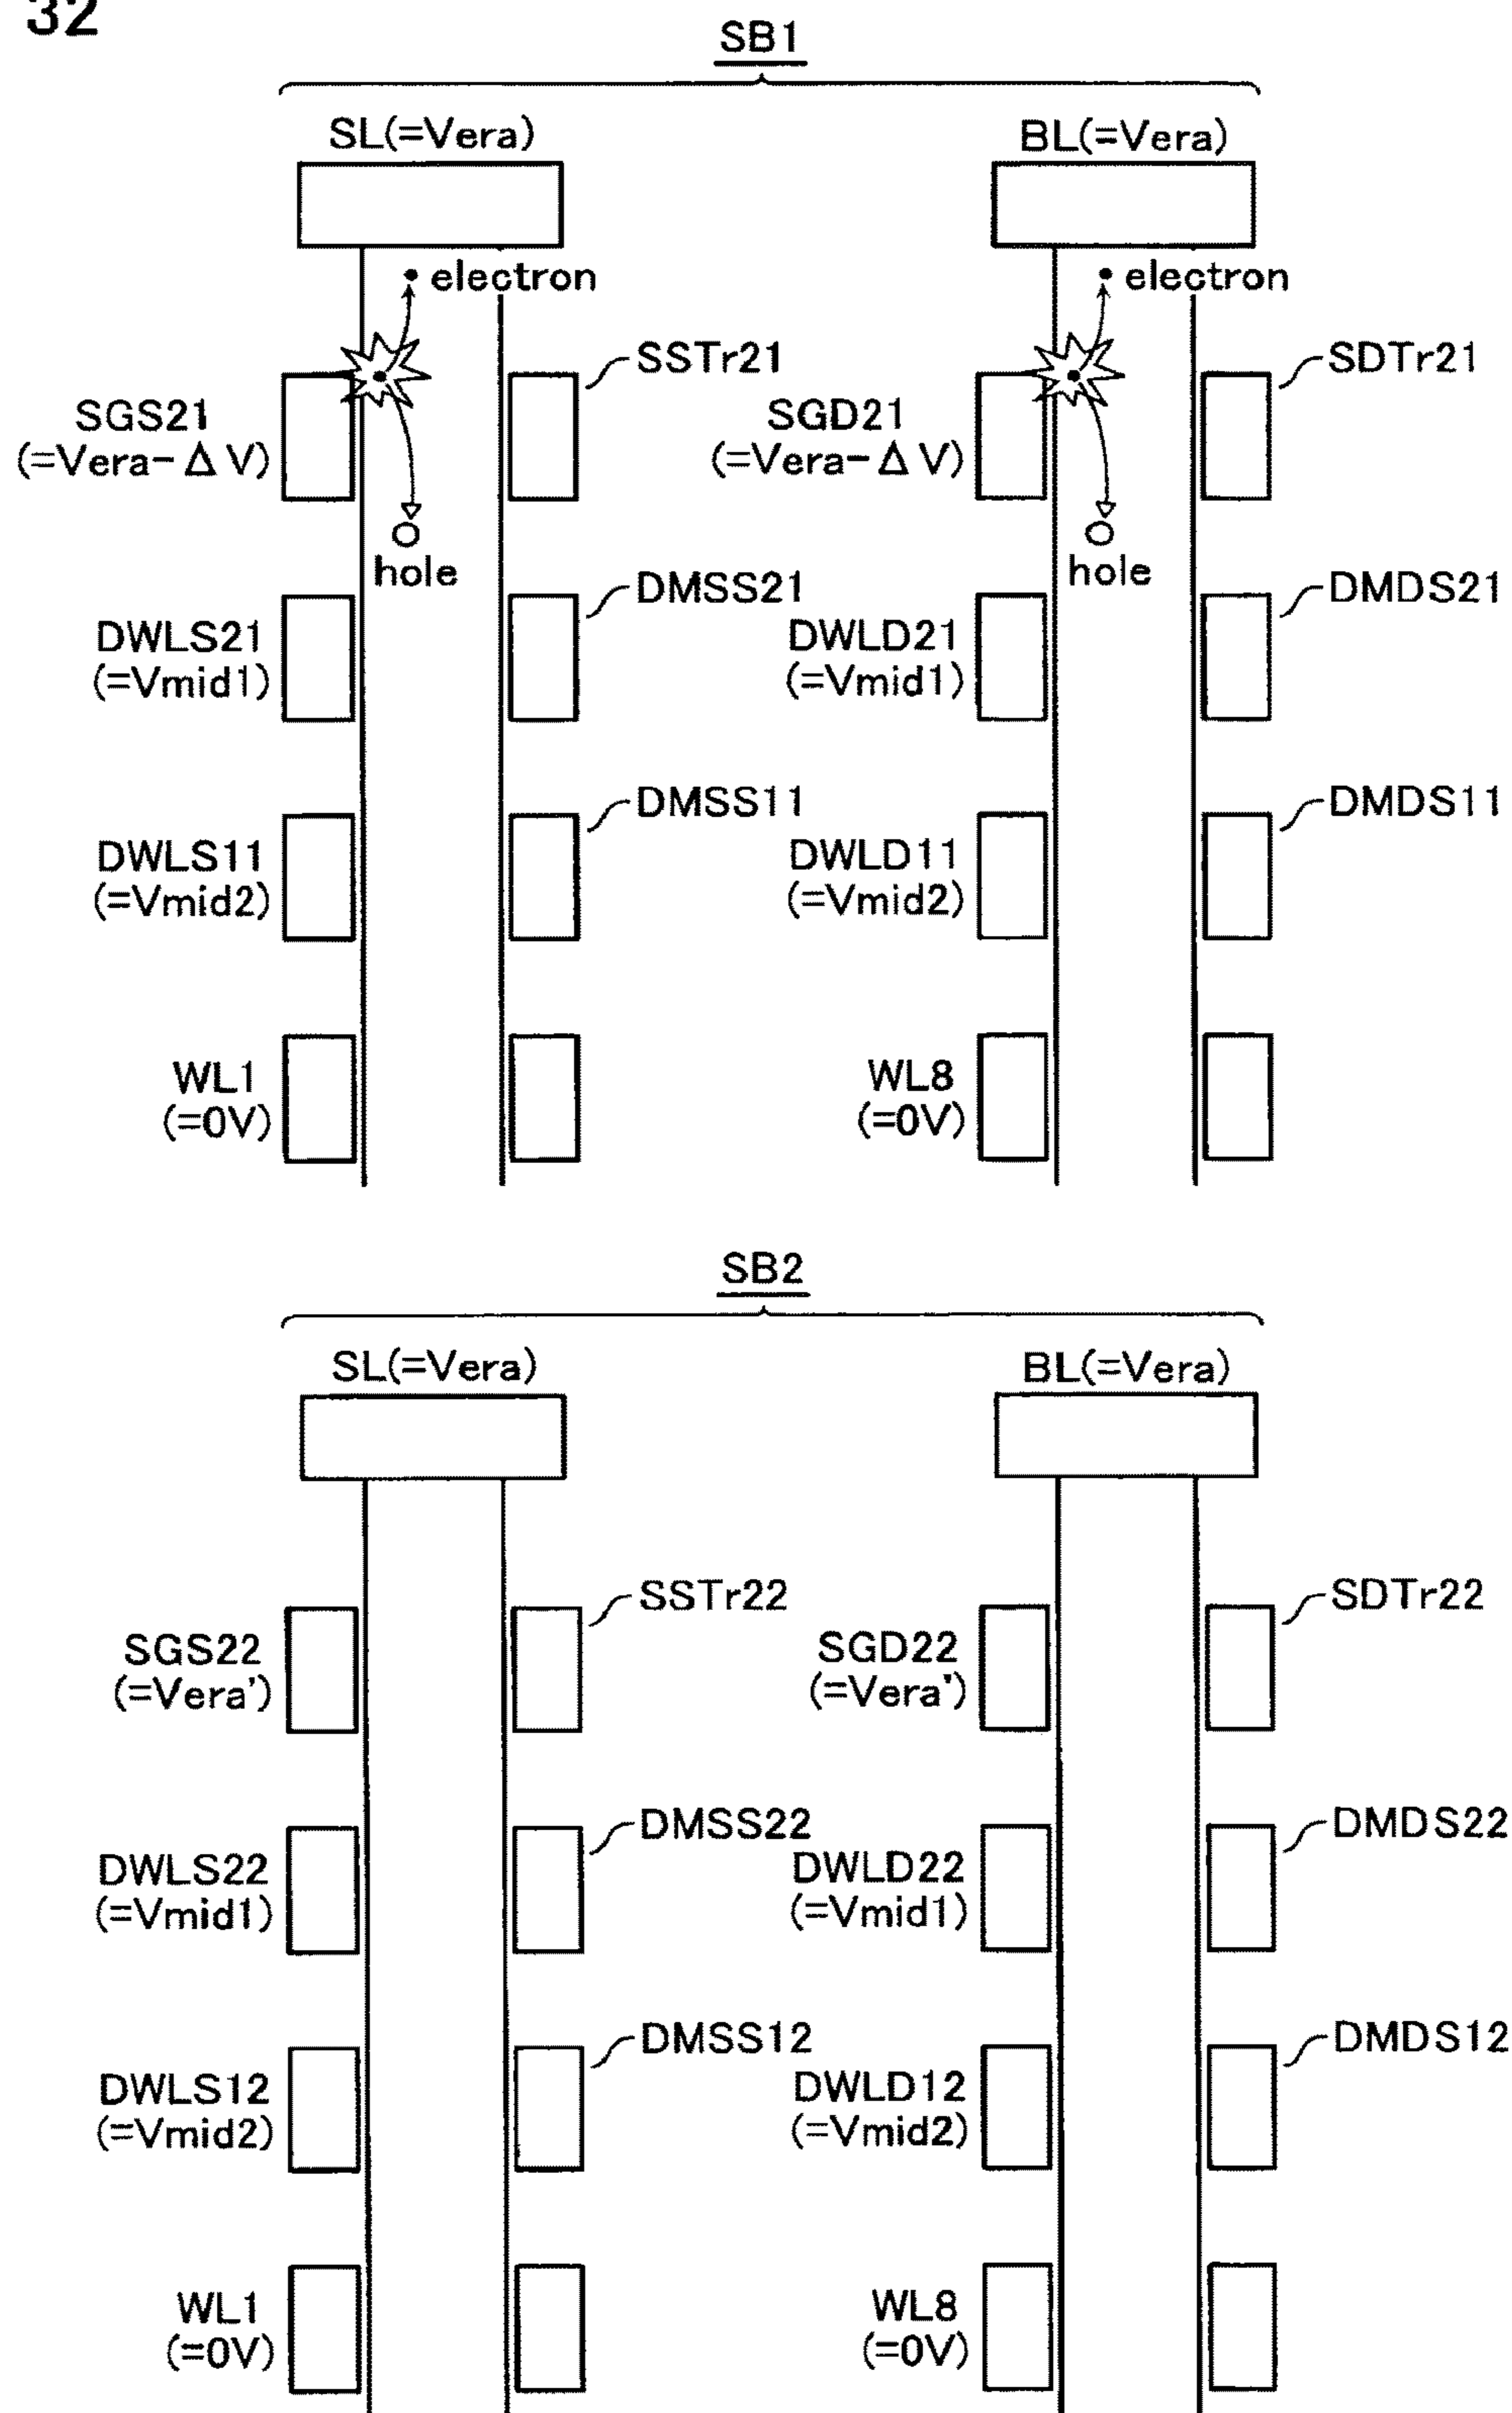 32
SB1
SL(=Vera)
BL(=Vera)
electron
electron
SSTr21
SDTr21
SGS21
(=Vera-ΔV)
SGD21
(=Vera-ΔV)
hole
hole
DMSS21
DMDS21
DWLS21
(=Vmid1)
DWLD21
(=Vmid1)
DMSS11
DMDS11
DWLS11
(=Vmid2)
DWLD11
(=Vmid2)
WL1
(=0V)
WL8
(=0V)
SB2
SL(=Vera)
BL(=Vera)
SSTr22
SDTr22
SGS22
(=Vera')
SGD22
(=Vera')
DMSS22
DMDS22
DWLS22
(=Vmid1)
DWLD22
(=Vmid1)
DMSS12
DMDS12
DWLS12
(=Vmid2)
DWLD12
(=Vmid2)
WL1
(=0V)
WL8
(=0V)